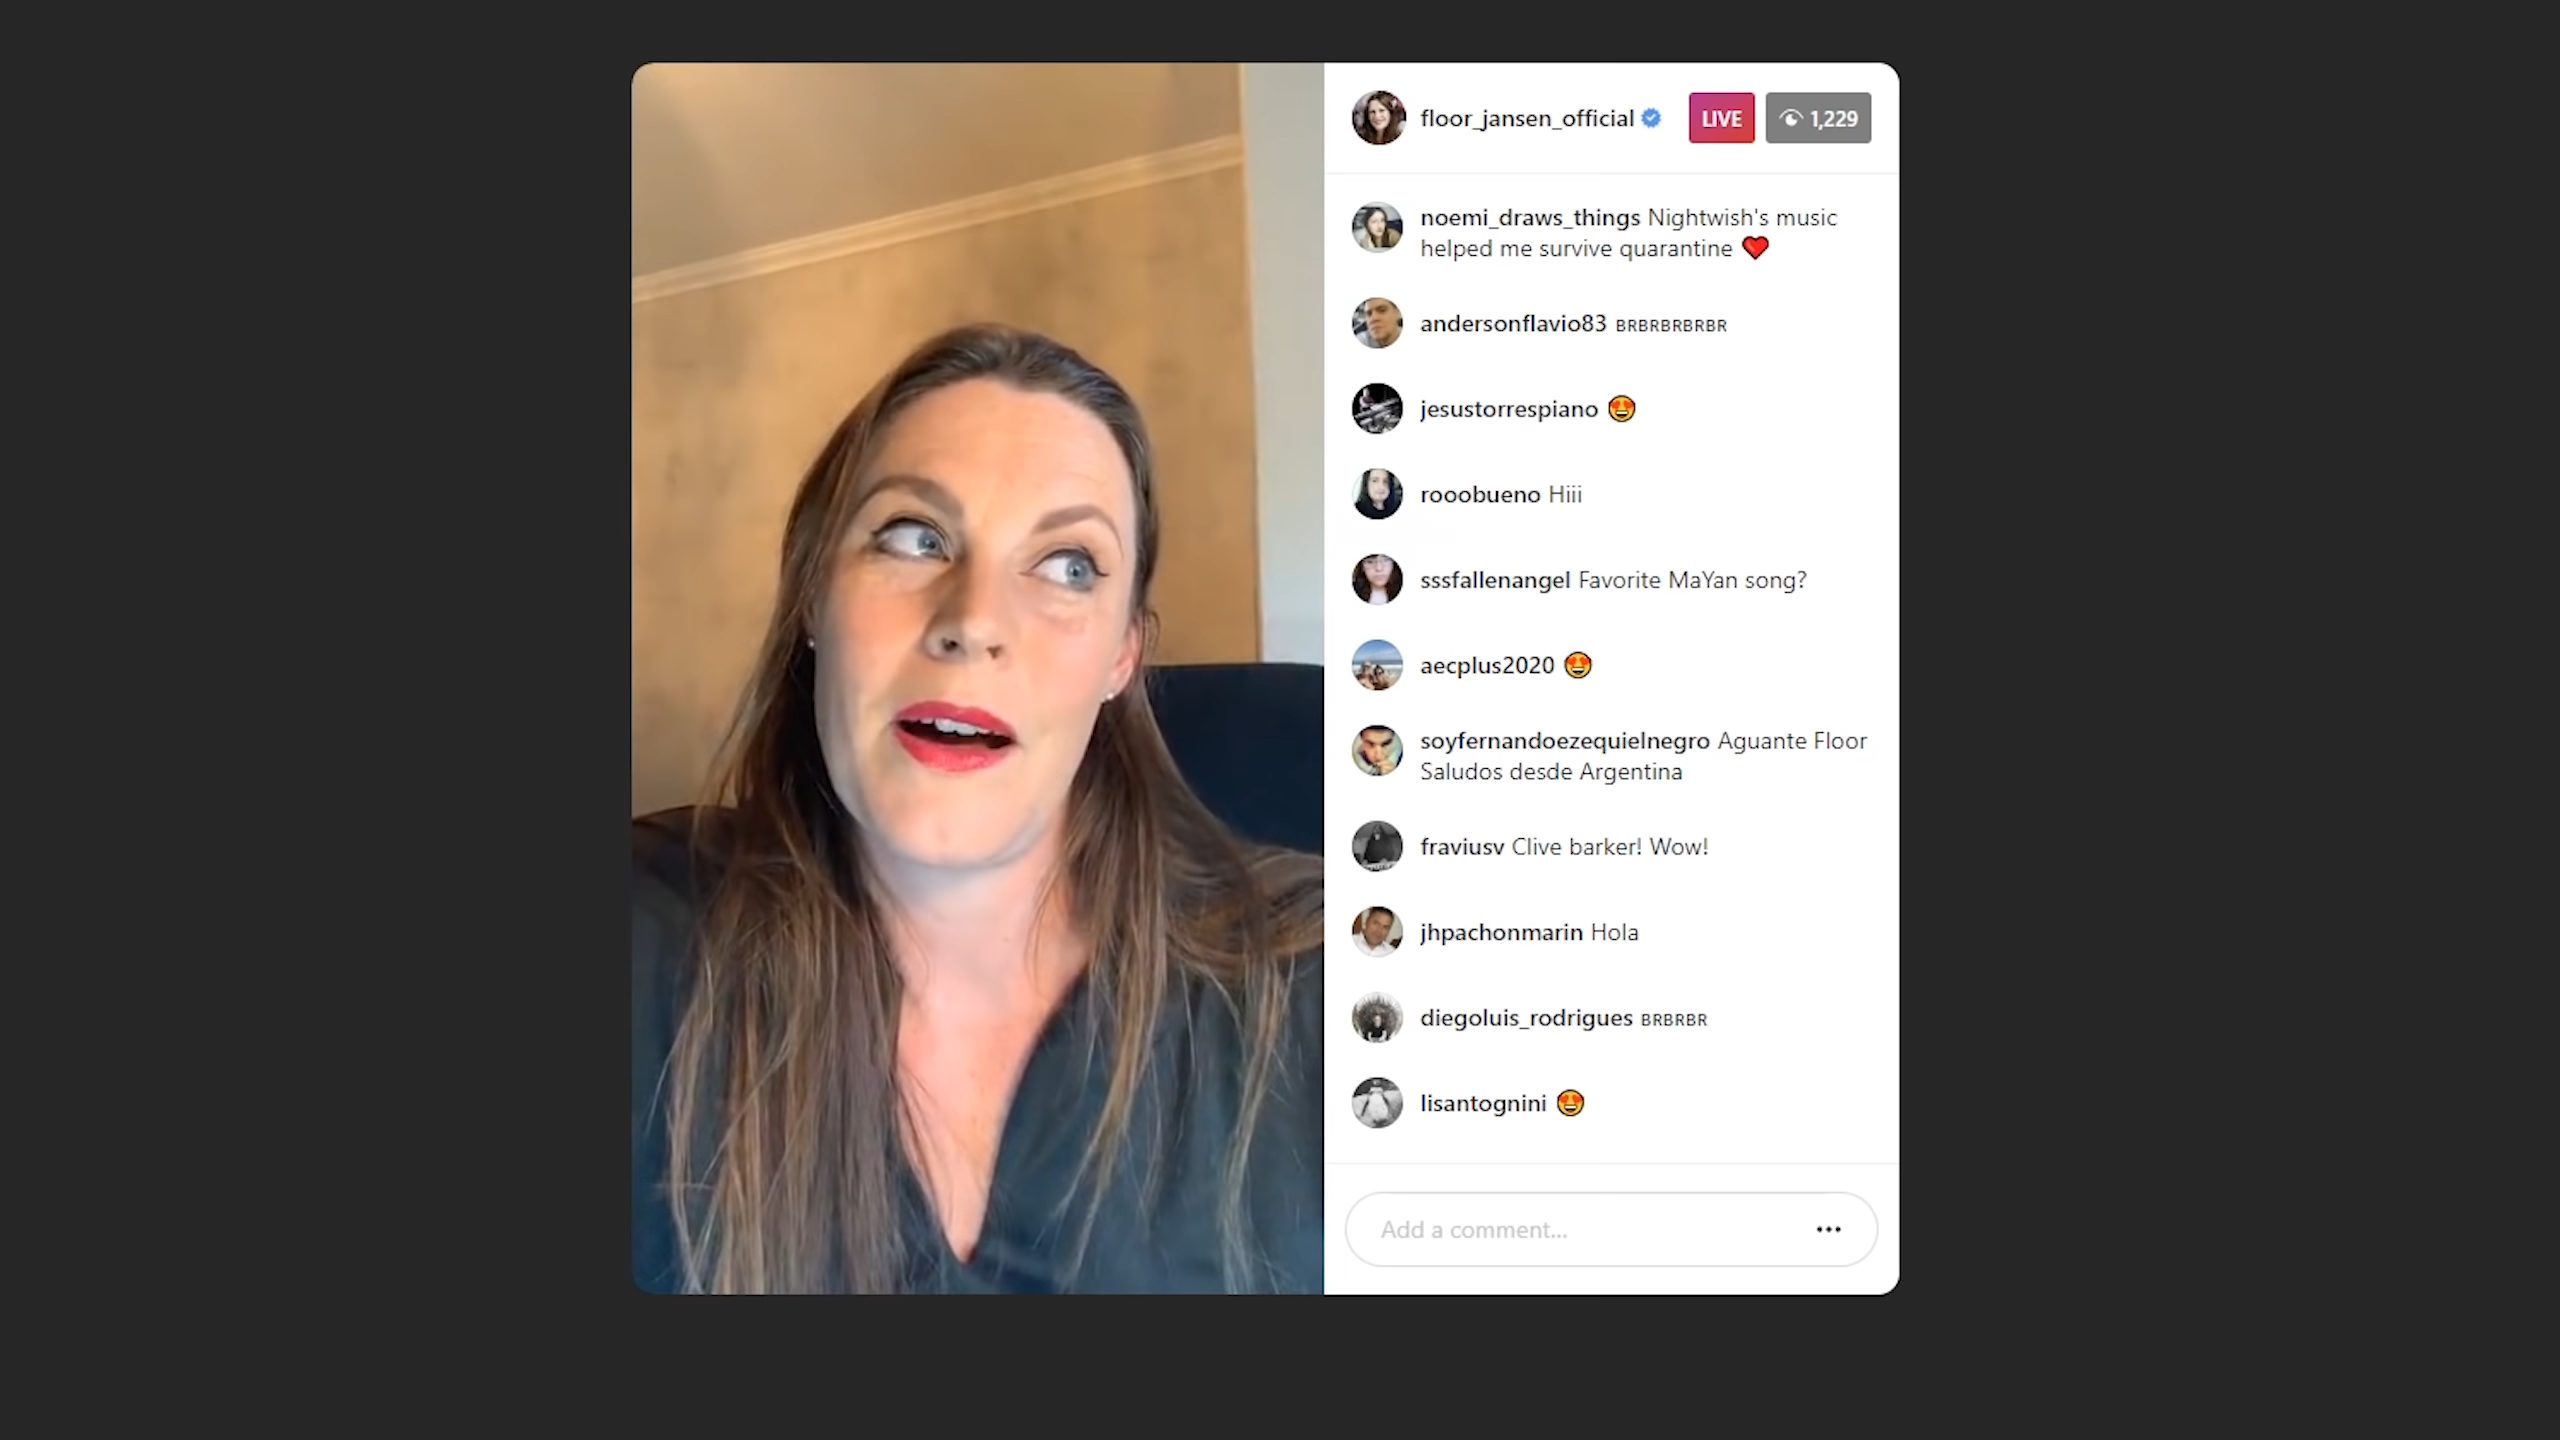 floor_jansen_official LIVE 1,229
noemi_draws_things Nightwish's music
helped me survive quarantine ❤️
andersonflavio83 BRBRBRBRBR
jesustorrespiano 😍
rooobueno Hiii
sssfallenangel Favorite MaYan song?
aecplus2020 😍
soyfernandoezequielnegro Aguante Floor
Saludos desde Argentina
fraviusv Clive barker! Wow!
jhpachonmarin Hola
diegoluis_rodrigues BRBRBR
lisantognini 😍
Add a comment...